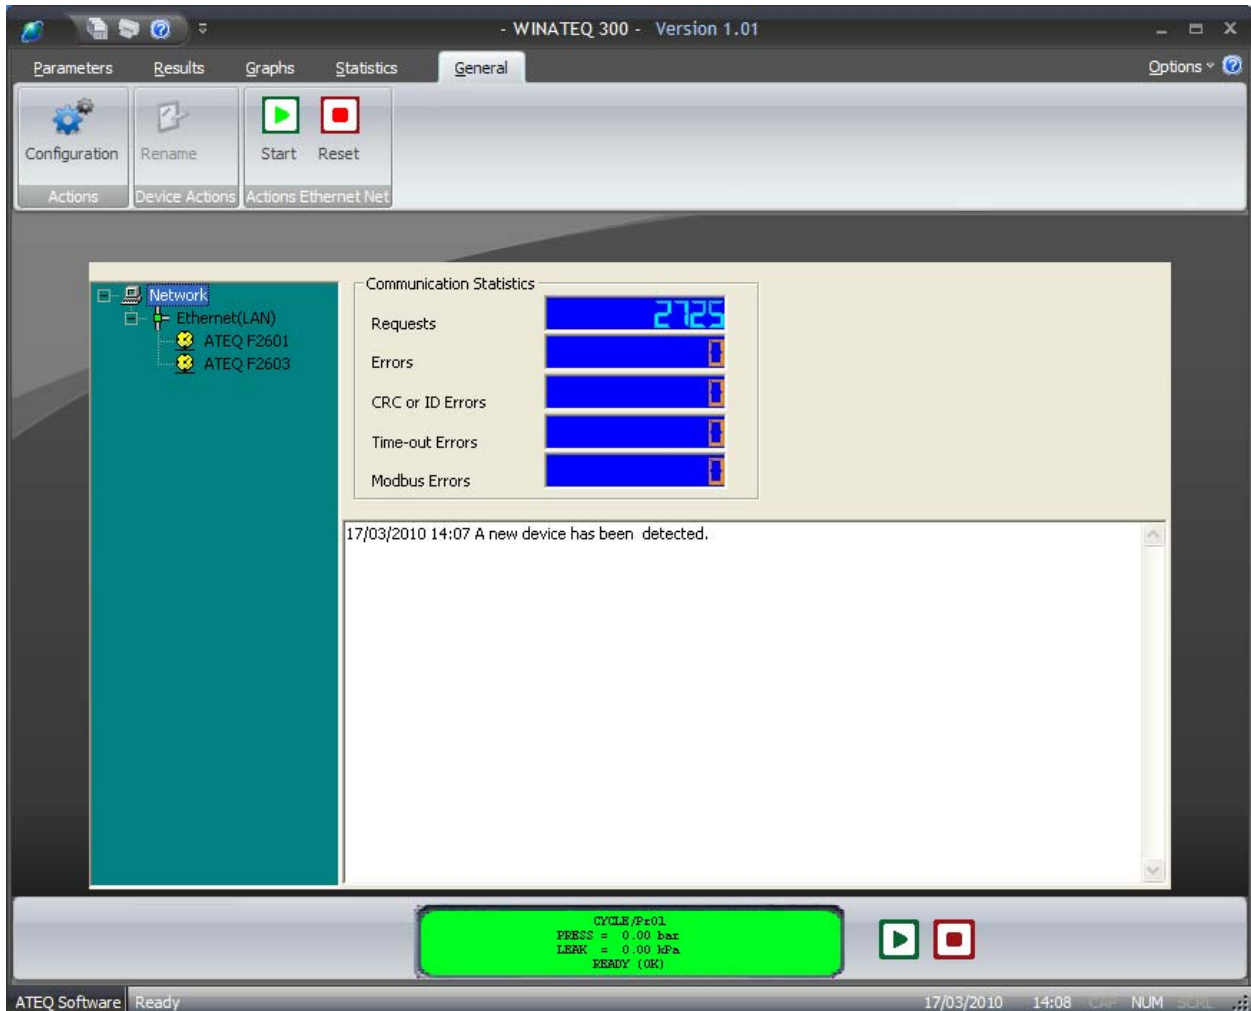 - WINATEQ 300 - Version 1.01
Parameters Results Graphs Statistics General Options
Configuration Rename Start Reset
Actions Device Actions Actions Ethernet Net
Communication Statistics
Network
Ethernet(LAN)
ATEQ F2601
ATEQ F2603
Requests 2725
Errors 0
CRC or ID Errors 0
Time-out Errors 0
Modbus Errors 0
17/03/2010 14:07 A new device has been detected.
CYCLE/Pr01
PRESS = 0.00 bar
LEAK = 0.00 kPa
READY (OK)
ATEQ Software Ready 17/03/2010 14:08 CAP NUM SCRL